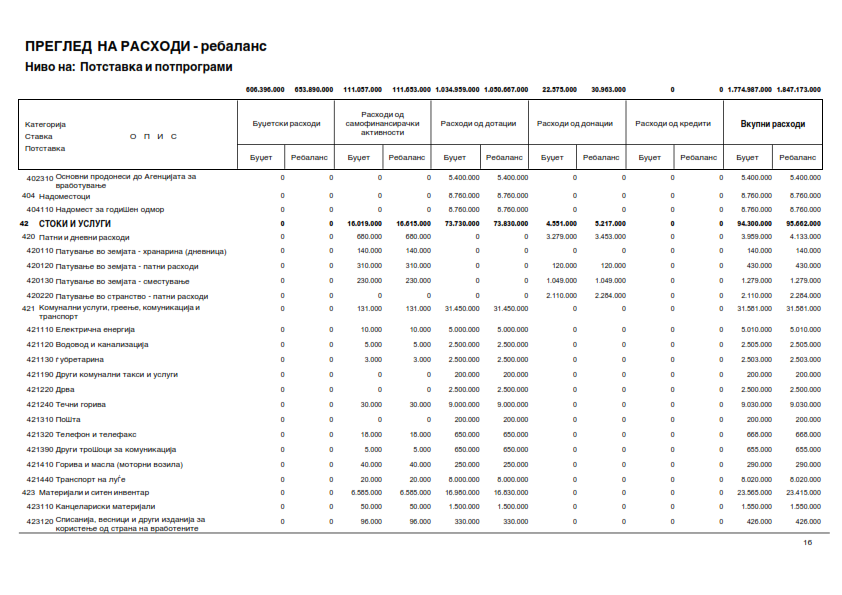 ПРЕГЛЕД НА РАСХОДИ - ребаланс
Ниво на: Потставка и потпрограми
606.396.000 653.890.000 111.057.000 111.653.000 1.034.959.000 1.050.667.000 22.575.000 30.963.000 0 0 1.774.987.000 1.847.173.000
Категорија
Ставка О П И С
Потставка
Буџетски расходи
Расходи од
самофинансирачки
активности
Расходи од дотации
Расходи од донации
Расходи од кредити
Вкупни расходи
Буџет Ребаланс Буџет Ребаланс Буџет Ребаланс Буџет Ребаланс Буџет Ребаланс Буџет Ребаланс
402310 Основни продонеси до Агенцијата за
вработување 0 0 0 0 5.400.000 5.400.000 0 0 0 0 5.400.000 5.400.000
404 Надоместоци 0 0 0 0 8.760.000 8.760.000 0 0 0 0 8.760.000 8.760.000
404110 Надомест за годиШен одмор 0 0 0 0 8.760.000 8.760.000 0 0 0 0 8.760.000 8.760.000
42 СТОКИ И УСЛУГИ 0 0 16.019.000 16.615.000 73.730.000 73.830.000 4.551.000 5.217.000 0 0 94.300.000 95.662.000
420 Патни и дневни расходи 0 0 680.000 680.000 0 0 3.279.000 3.453.000 0 0 3.959.000 4.133.000
420110 Патување во земјата - хранарина (дневница) 0 0 140.000 140.000 0 0 0 0 0 0 140.000 140.000
420120 Патување во земјата - патни расходи 0 0 310.000 310.000 0 0 120.000 120.000 0 0 430.000 430.000
420130 Патување во земјата - сместување 0 0 230.000 230.000 0 0 1.049.000 1.049.000 0 0 1.279.000 1.279.000
420220 Патување во странство - патни расходи 0 0 0 0 0 0 2.110.000 2.284.000 0 0 2.110.000 2.284.000
421 Комунални услуги, греење, комуникација и
транспорт 0 0 131.000 131.000 31.450.000 31.450.000 0 0 0 0 31.581.000 31.581.000
421110 Електрична енергија 0 0 10.000 10.000 5.000.000 5.000.000 0 0 0 0 5.010.000 5.010.000
421120 Водовод и канализација 0 0 5.000 5.000 2.500.000 2.500.000 0 0 0 0 2.505.000 2.505.000
421130 ѓубретарина 0 0 3.000 3.000 2.500.000 2.500.000 0 0 0 0 2.503.000 2.503.000
421190 Други комунални такси и услуги 0 0 0 0 200.000 200.000 0 0 0 0 200.000 200.000
421220 Дрва 0 0 0 0 2.500.000 2.500.000 0 0 0 0 2.500.000 2.500.000
421240 Течни горива 0 0 30.000 30.000 9.000.000 9.000.000 0 0 0 0 9.030.000 9.030.000
421310 ПоШта 0 0 0 0 200.000 200.000 0 0 0 0 200.000 200.000
421320 Телефон и телефакс 0 0 18.000 18.000 650.000 650.000 0 0 0 0 668.000 668.000
421390 Други троШоци за комуникација 0 0 5.000 5.000 650.000 650.000 0 0 0 0 655.000 655.000
421410 Горива и масла (моторни возила) 0 0 40.000 40.000 250.000 250.000 0 0 0 0 290.000 290.000
421440 Транспорт на луЃе 0 0 20.000 20.000 8.000.000 8.000.000 0 0 0 0 8.020.000 8.020.000
423 Материјали и ситен инвентар 0 0 6.585.000 6.585.000 16.980.000 16.830.000 0 0 0 0 23.565.000 23.415.000
423110 Канцелариски материјали 0 0 50.000 50.000 1.500.000 1.500.000 0 0 0 0 1.550.000 1.550.000
423120 Списанија, весници и други изданија за
користење од страна на вработените 0 0 96.000 96.000 330.000 330.000 0 0 0 0 426.000 426.000
16